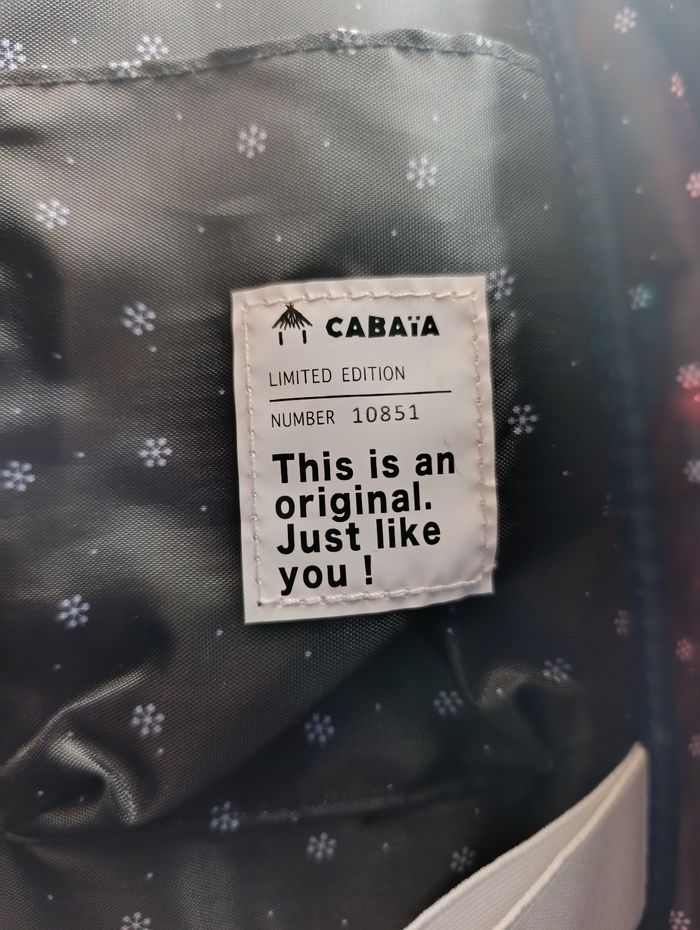 CABAïA
LIMITED EDITION
NUMBER 10851
This is an
original.
Just like
you !